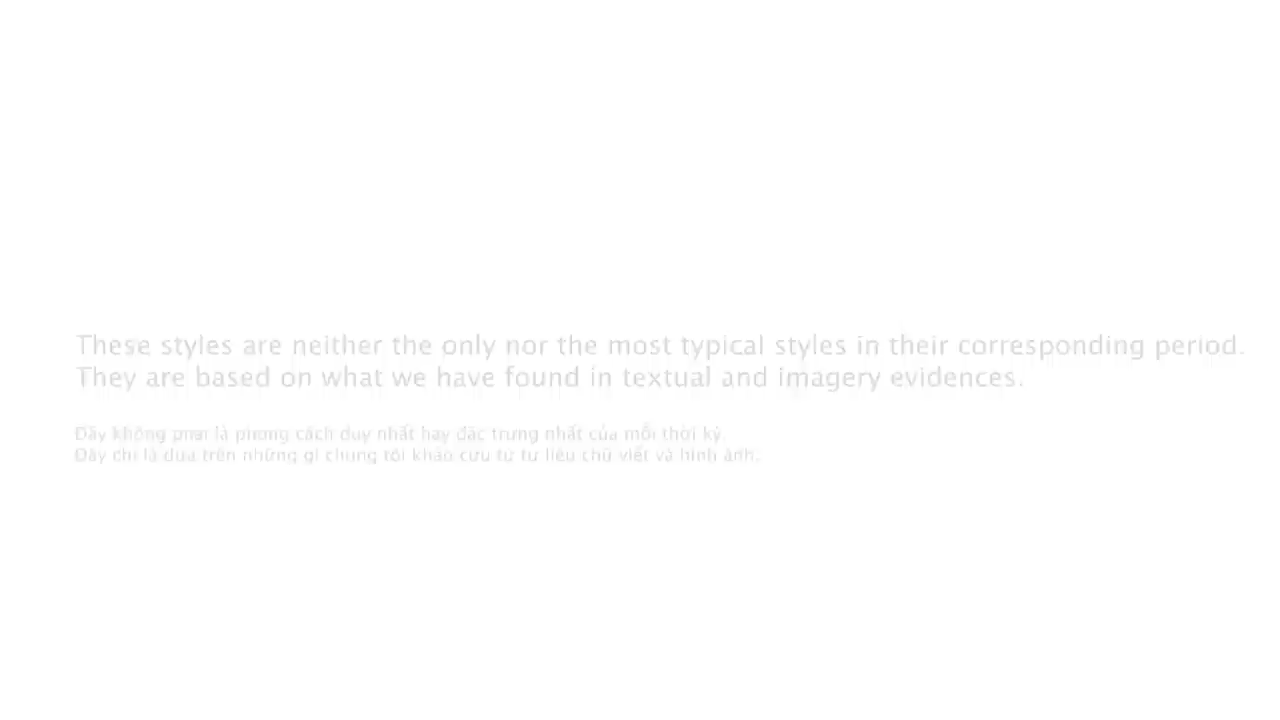 These styles are neither the only nor the most typical styles in their corresponding period.
They are based on what we have found in textual and imagery evidences.
Đây không phải là phong cách duy nhất hay đặc trưng nhất của mỗi thời kỳ.
Đây chỉ là dựa trên những gì chúng tôi khảo cứu từ tư liệu chữ viết và hình ảnh.